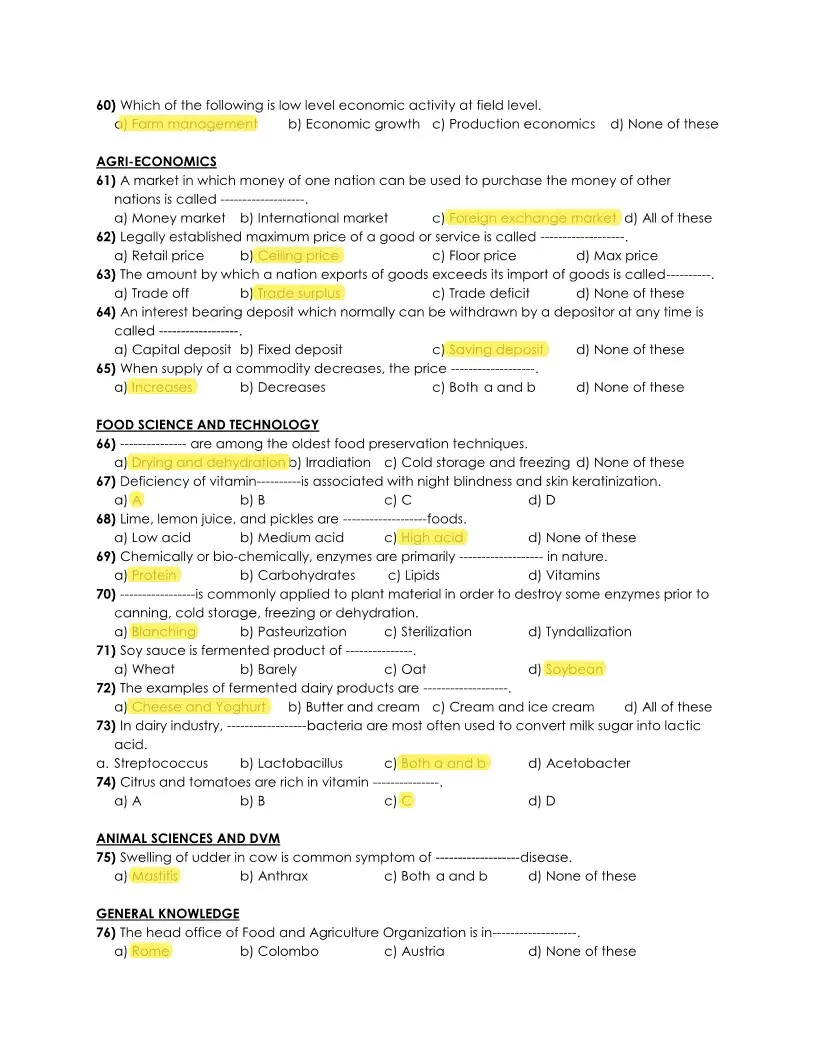 60) Which of the following is low level economic activity at field level.
a) Farm management b) Economic growth c) Production economics d) None of these
AGRI-ECONOMICS
61) A market in which money of one nation can be used to purchase the money of other
nations is called -------------------.
a) Money market b) International market c) Foreign exchange market d) All of these
62) Legally established maximum price of a good or service is called -------------------.
a) Retail price b) Ceiling price c) Floor price d) Max price
63) The amount by which a nation exports of goods exceeds its import of goods is called----------.
a) Trade off b) Trade surplus c) Trade deficit d) None of these
64) An interest bearing deposit which normally can be withdrawn by a depositor at any time is
called ------------------.
a) Capital deposit b) Fixed deposit c) Saving deposit d) None of these
65) When supply of a commodity decreases, the price -------------------.
a) Increases b) Decreases c) Both a and b d) None of these
FOOD SCIENCE AND TECHNOLOGY
66) --------------- are among the oldest food preservation techniques.
a) Drying and dehydration b) Irradiation c) Cold storage and freezing d) None of these
67) Deficiency of vitamin----------is associated with night blindness and skin keratinization.
a) A b) B c) C d) D
68) Lime, lemon juice, and pickles are -------------------foods.
a) Low acid b) Medium acid c) High acid d) None of these
69) Chemically or bio-chemically, enzymes are primarily ------------------- in nature.
a) Protein b) Carbohydrates c) Lipids d) Vitamins
70) -----------------is commonly applied to plant material in order to destroy some enzymes prior to
canning, cold storage, freezing or dehydration.
a) Blanching b) Pasteurization c) Sterilization d) Tyndallization
71) Soy sauce is fermented product of ---------------.
a) Wheat b) Barely c) Oat d) Soybean
72) The examples of fermented dairy products are -------------------.
a) Cheese and Yoghurt b) Butter and cream c) Cream and ice cream d) All of these
73) In dairy industry, ------------------bacteria are most often used to convert milk sugar into lactic
acid.
a. Streptococcus b) Lactobacillus c) Both a and b d) Acetobacter
74) Citrus and tomatoes are rich in vitamin ---------------.
a) A b) B c) C d) D
ANIMAL SCIENCES AND DVM
75) Swelling of udder in cow is common symptom of -------------------disease.
a) Mastitis b) Anthrax c) Both a and b d) None of these
GENERAL KNOWLEDGE
76) The head office of Food and Agriculture Organization is in-------------------.
a) Rome b) Colombo c) Austria d) None of these